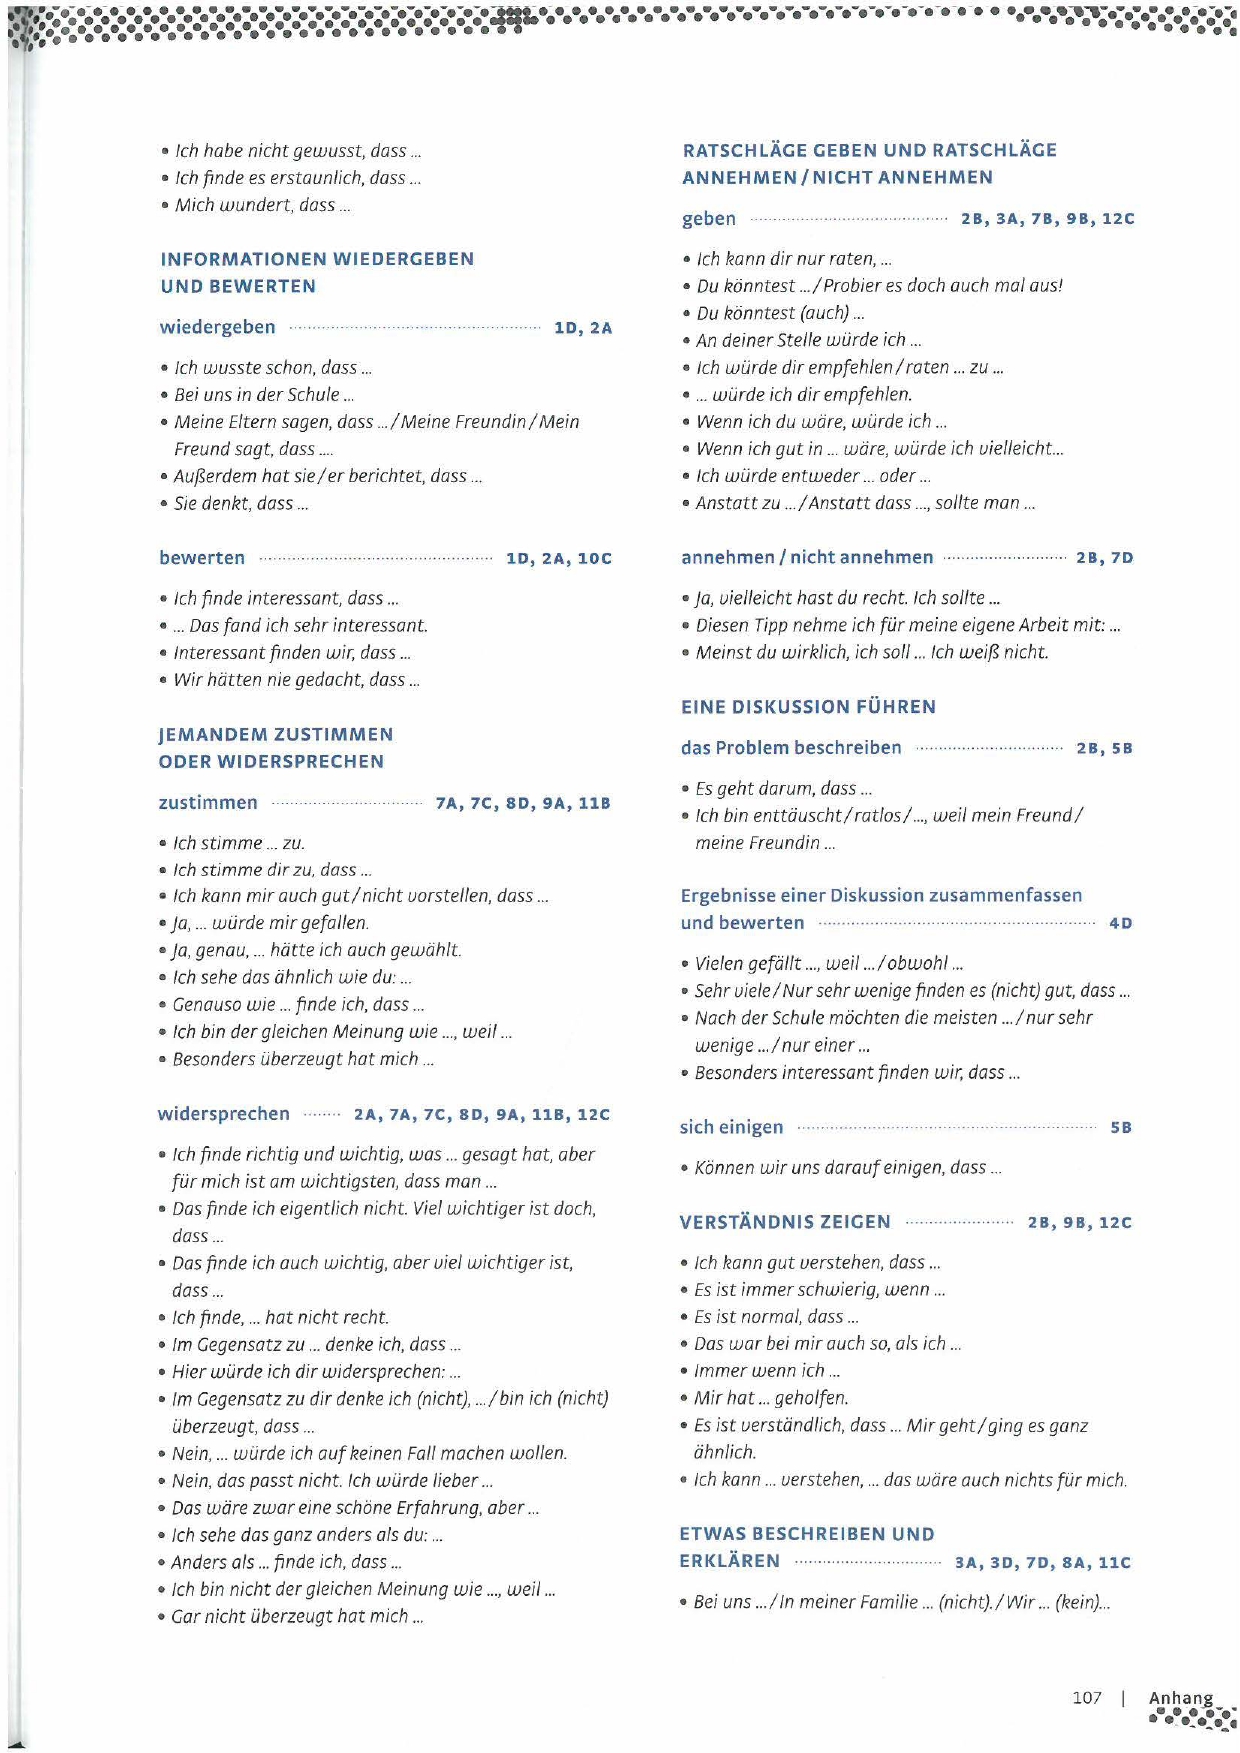 • Ich habe nicht gewusst, dass ...
• Ich finde es erstaunlich, dass ...
• Mich wundert, dass ...
INFORMATIONEN WIEDERGEBEN
UND BEWERTEN
wiedergeben ........ 1D, 2A
• Ich wusste schon, dass ...
• Bei uns in der Schule ...
• Meine Eltern sagen, dass .../Meine Freundin/Mein
Freund sagt, dass ....
• Außerdem hat sie/er berichtet, dass ...
• Sie denkt, dass ...
bewerten ........ 1D, 2A, 10C
• Ich finde interessant, dass ...
• ... Das fand ich sehr interessant.
• Interessant finden wir, dass ...
• Wir hätten nie gedacht, dass ...
JEMANDEM ZUSTIMMEN
ODER WIDERSPRECHEN
zustimmen ........ 7A, 7C, 8D, 9A, 11B
• Ich stimme ... zu.
• Ich stimme dir zu, dass ...
• Ich kann mir auch gut/nicht vorstellen, dass ...
• Ja, ... würde mir gefallen.
• Ja, genau, ... hätte ich auch gewählt.
• Ich sehe das ähnlich wie du: ...
• Genauso wie ... finde ich, dass ...
• Ich bin der gleichen Meinung wie ..., weil ...
• Besonders überzeugt hat mich ...
widersprechen ........ 2A, 7A, 7C, 8D, 9A, 11B, 12C
• Ich finde richtig und wichtig, was ... gesagt hat, aber
für mich ist am wichtigsten, dass man ...
• Das finde ich eigentlich nicht. Viel wichtiger ist doch,
dass ...
• Das finde ich auch wichtig, aber viel wichtiger ist,
dass ...
• Ich finde, ... hat nicht recht.
• Im Gegensatz zu ... denke ich, dass ...
• Hier würde ich dir widersprechen: ...
• Im Gegensatz zu dir denke ich (nicht), .../bin ich (nicht)
überzeugt, dass ...
• Nein, ... würde ich auf keinen Fall machen wollen.
• Nein, das passt nicht. Ich würde lieber ...
• Das wäre zwar eine schöne Erfahrung, aber ...
• Ich sehe das ganz anders als du: ...
• Anders als ... finde ich, dass ...
• Ich bin nicht der gleichen Meinung wie ..., weil ...
• Gar nicht überzeugt hat mich ...
RATSCHLÄGE GEBEN UND RATSCHLÄGE
ANNEHMEN/NICHT ANNEHMEN
geben ........ 2B, 3A, 7B, 9B, 12C
• Ich kann dir nur raten, ...
• Du könntest .../Probier es doch auch mal aus!
• Du könntest (auch) ...
• An deiner Stelle würde ich ...
• Ich würde dir empfehlen/raten ... zu ...
• ... würde ich dir empfehlen.
• Wenn ich du wäre, würde ich ...
• Wenn ich gut in ... wäre, würde ich vielleicht...
• Ich würde entweder ... oder ...
• Anstatt zu .../Anstatt dass ..., sollte man ...
annehmen / nicht annehmen ........ 2B, 7D
• Ja, vielleicht hast du recht. Ich sollte ...
• Diesen Tipp nehme ich für meine eigene Arbeit mit: ...
• Meinst du wirklich, ich soll ... Ich weiß nicht.
EINE DISKUSSION FÜHREN
das Problem beschreiben ........ 2B, 5B
• Es geht darum, dass ...
• Ich bin enttäuscht/ratlos/..., weil mein Freund/
meine Freundin ...
Ergebnisse einer Diskussion zusammenfassen
und bewerten ........ 4D
• Vielen gefällt ..., weil .../obwohl ...
• Sehr viele/Nur sehr wenige finden es (nicht) gut, dass ...
• Nach der Schule möchten die meisten .../nur sehr
wenige .../nur einer ...
• Besonders interessant finden wir, dass ...
sich einigen ........ 5B
• Können wir uns darauf einigen, dass ...
VERSTÄNDNIS ZEIGEN ........ 2B, 9B, 12C
• Ich kann gut verstehen, dass ...
• Es ist immer schwierig, wenn ...
• Es ist normal, dass ...
• Das war bei mir auch so, als ich ...
• Immer wenn ich ...
• Mir hat ... geholfen.
• Es ist verständlich, dass ... Mir geht/ging es ganz
ähnlich.
• Ich kann ... verstehen, ... das wäre auch nichts für mich.
ETWAS BESCHREIBEN UND
ERKLÄREN ........ 3A, 3D, 7D, 8A, 11C
• Bei uns .../In meiner Familie ... (nicht)./Wir ... (kein)...
107 | Anhang